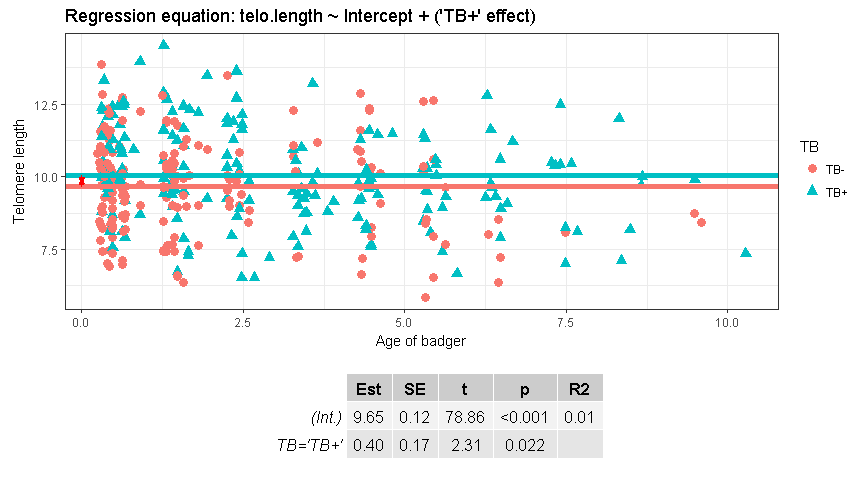 Regression equation: telo.length ~ Intercept + ('TB+' effect)
Telomere length
12.5
10.0
7.5
0.0 2.5 5.0 7.5 10.0
Age of badger
TB
TB-
TB+
Est SE t p R2
(Int.) 9.65 0.12 78.86 <0.001 0.01
TB='TB+' 0.40 0.17 2.31 0.022